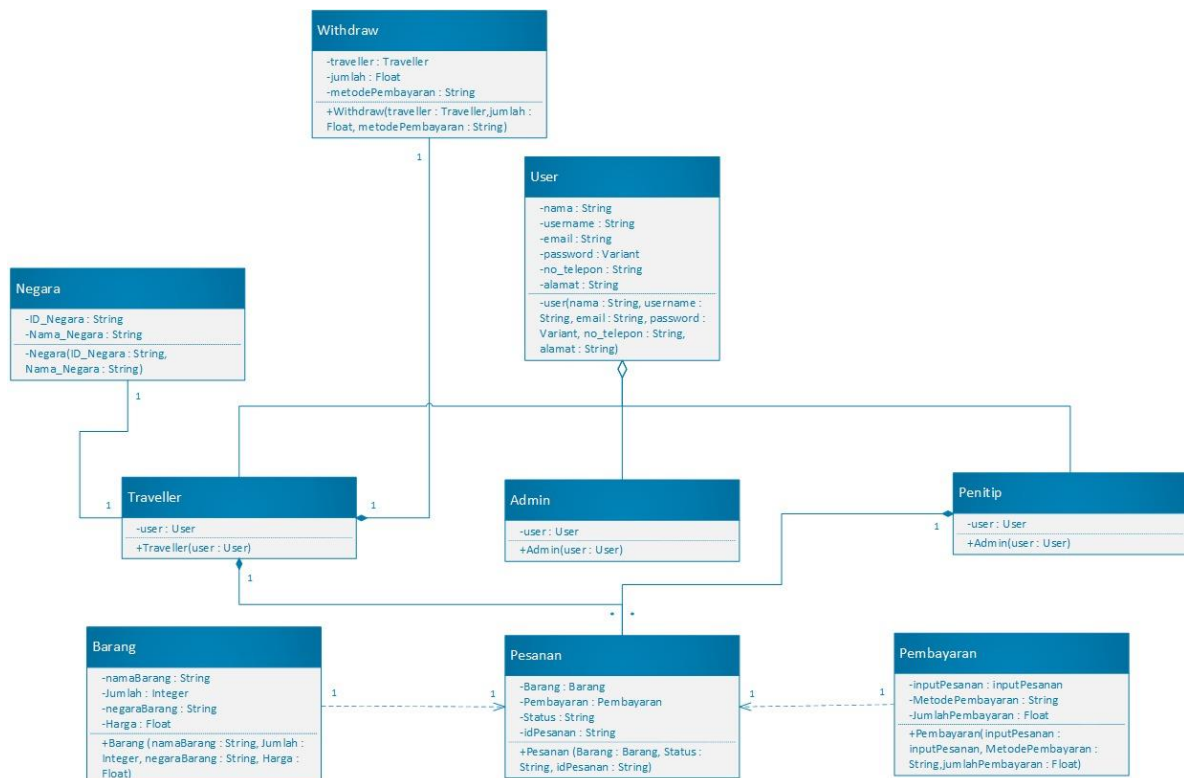 Withdraw
-traveller : Traveller
-jumlah : Float
-metodePembayaran : String
+Withdraw(traveller : Traveller,jumlah :
Float, metodePembayaran : String)
1
User
-nama : String
-username : String
-email : String
-password : Variant
-no_telepon : String
-alamat : String
-user(nama : String, username :
String, email : String, password :
Variant, no_telepon : String,
alamat : String)
Negara
-ID_Negara : String
-Nama_Negara : String
-Negara(ID_Negara : String,
Nama_Negara : String)
1
1
Traveller
-user : User
+Traveller(user : User)
1
1
Admin
-user : User
+Admin(user : User)
Penitip
-user : User
+Admin(user : User)
1
* *
Barang
-namaBarang : String
-Jumlah : Integer
-negaraBarang : String
-Harga : Float
+Barang (namaBarang : String, Jumlah :
Integer, negaraBarang : String, Harga :
Float)
1
1
Pesanan
-Barang : Barang
-Pembayaran : Pembayaran
-Status : String
-idPesanan : String
+Pesanan (Barang : Barang, Status :
String, idPesanan : String)
1
1
Pembayaran
-inputPesanan : inputPesanan
-MetodePembayaran : String
-JumlahPembayaran : Float
+Pembayaran(inputPesanan :
inputPesanan, MetodePembayaran :
String,jumlahPembayaran : Float)